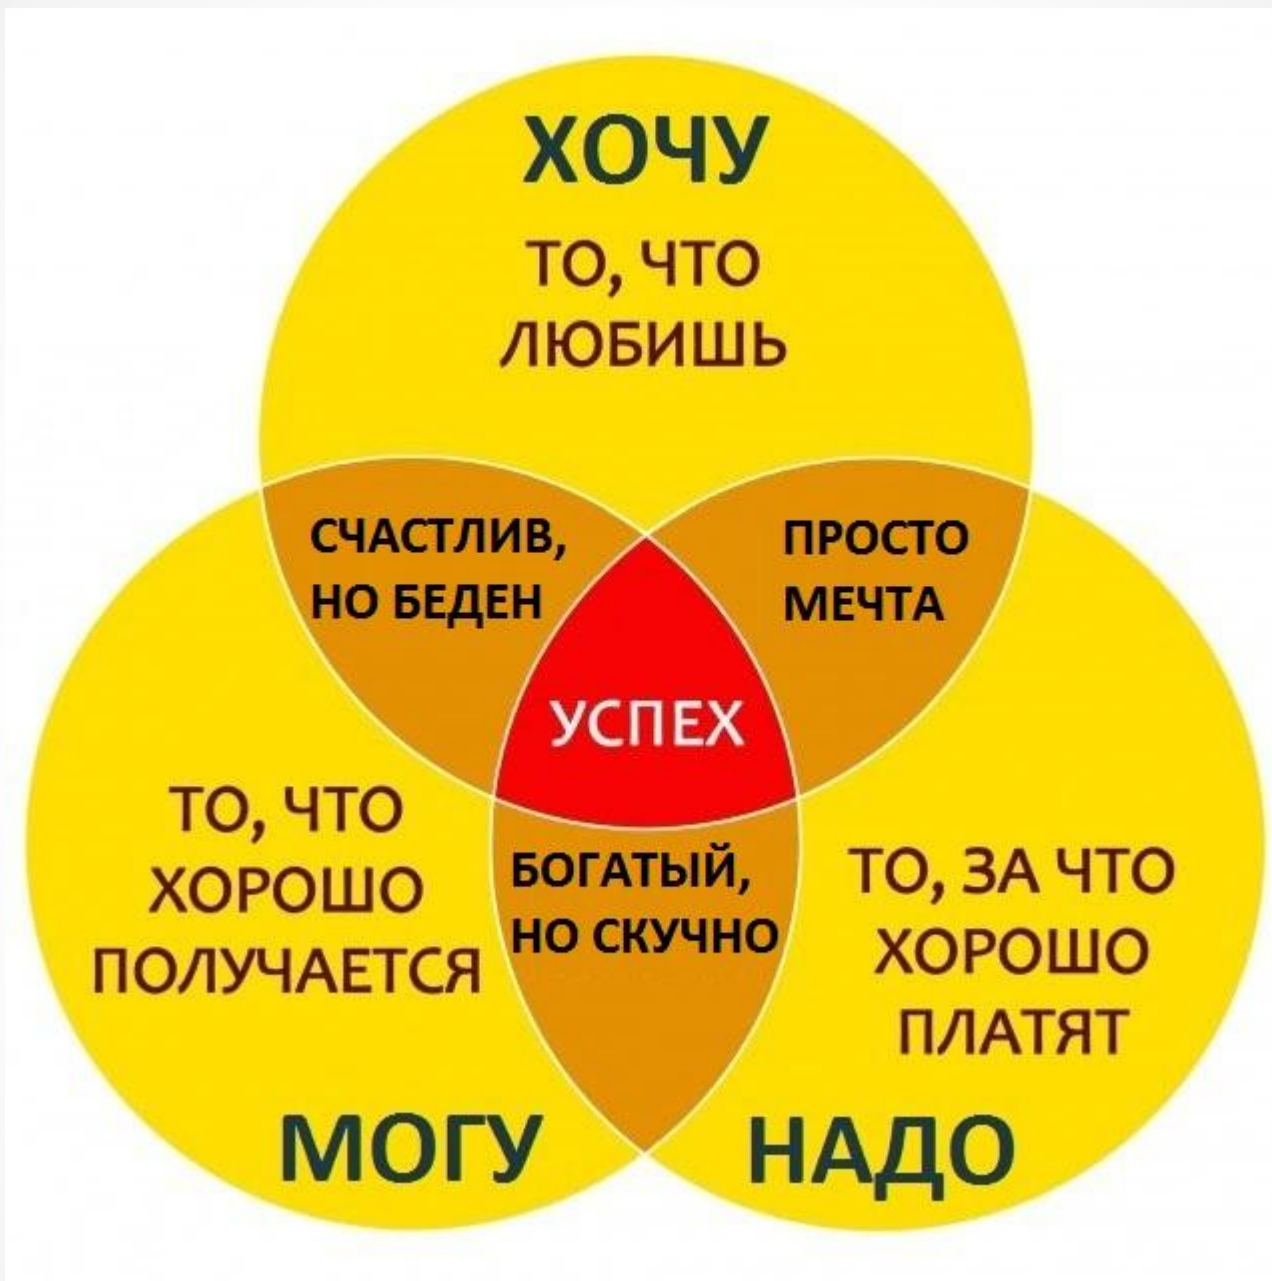 ХОЧУ
ТО, ЧТО
ЛЮБИШЬ
СЧАСТЛИВ,
НО БЕДЕН
ПРОСТО
МЕЧТА
УСПЕХ
ТО, ЧТО
ХОРОШО
ПОЛУЧАЕТСЯ
БОГАТЫЙ,
НО СКУЧНО
ТО, ЗА ЧТО
ХОРОШО
ПЛАТЯТ
МОГУ
НАДО